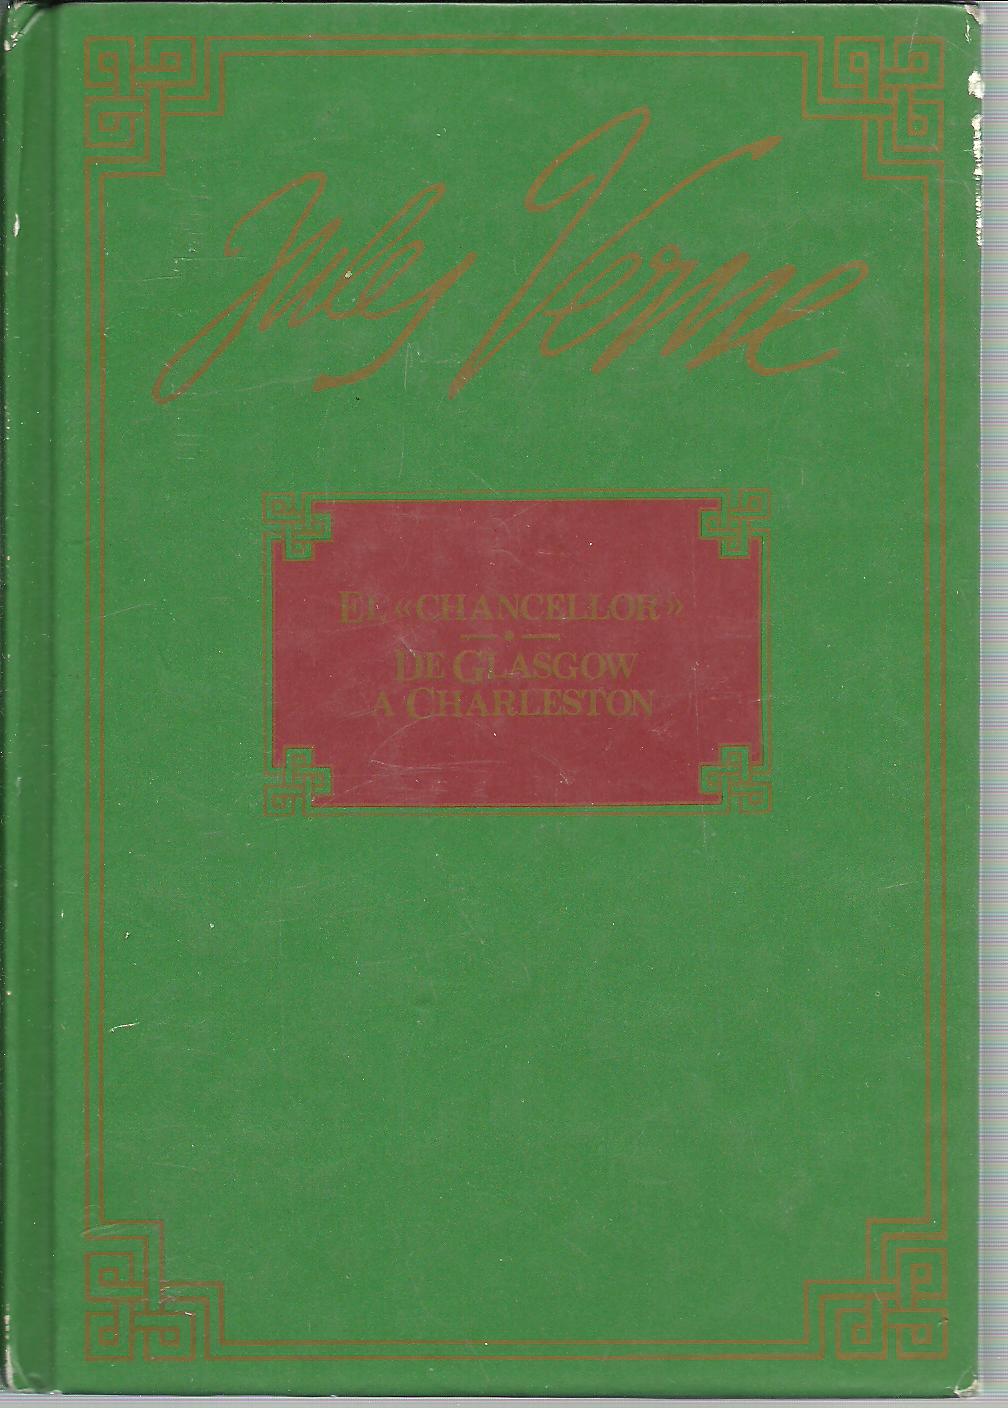 Jules Verne
EL «CHANCELLOR»
DE GLASGOW
A CHARLESTON